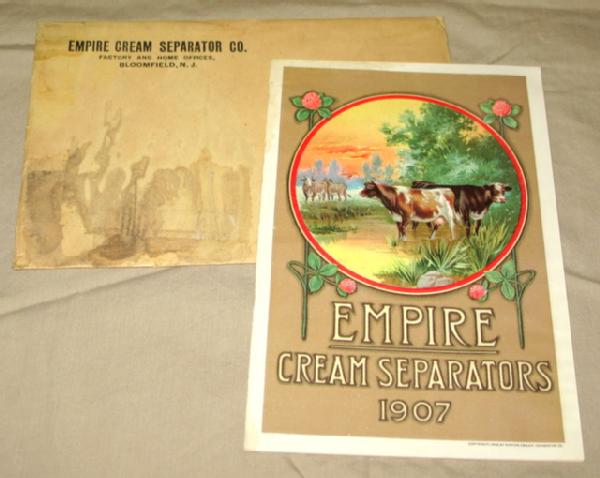 EMPIRE CREAM SEPARATOR CO.
FACTORY AND HOME OFFICES,
BLOOMFIELD, N. J.
EMPIRE
CREAM SEPARATORS
1907